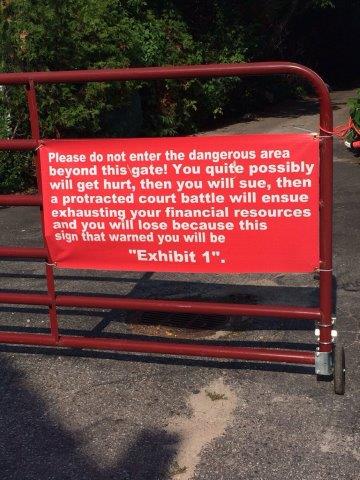 Please do not enter the dangerous area
beyond this gate! You quite possibly
will get hurt, then you will sue, then
a protracted court battle will ensue
exhausting your financial resources
and you will lose because this
sign that warned you will be
"Exhibit 1".